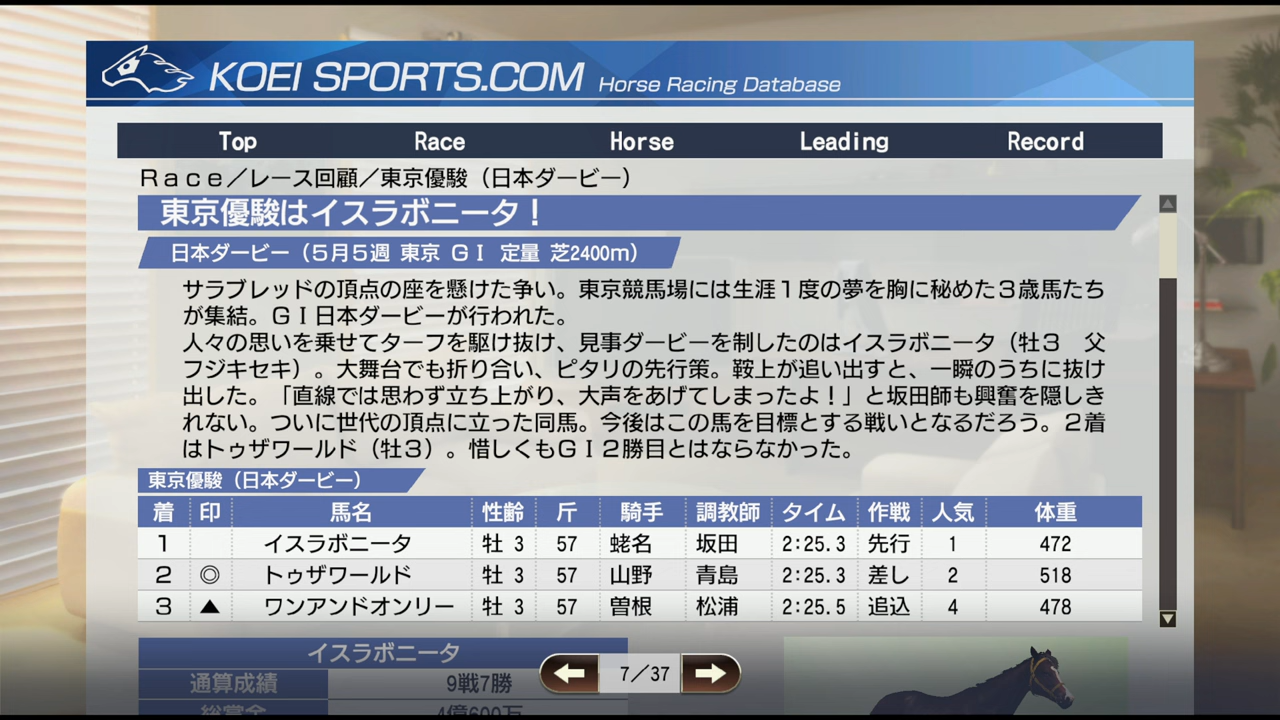 KOEI SPORTS.COM Horse Racing Database
Top Race Horse Leading Record
Ｒａｃｅ／レース回顧／東京優駿（日本ダービー）
東京優駿はイスラボニータ！
日本ダービー（５月５週 東京 ＧⅠ 定量 芝2400m）
サラブレッドの頂点の座を懸けた争い。東京競馬場には生涯１度の夢を胸に秘めた３歳馬たち
が集結。ＧⅠ日本ダービーが行われた。
人々の思いを乗せてターフを駆け抜け、見事ダービーを制したのはイスラボニータ（牡３　父
フジキセキ）。大舞台でも折り合い、ピタリの先行策。鞍上が追い出すと、一瞬のうちに抜け
出した。「直線では思わず立ち上がり、大声をあげてしまったよ！」と坂田師も興奮を隠しき
れない。ついに世代の頂点に立った同馬。今後はこの馬を目標とする戦いとなるだろう。２着
はトゥザワールド（牡３）。惜しくもＧⅠ２勝目とはならなかった。
東京優駿（日本ダービー）
着 印 馬名 性齢 斤 騎手 調教師 タイム 作戦 人気 体重
1 イスラボニータ 牡 3 57 蛯名 坂田 2:25.3 先行 1 472
2 ◎ トゥザワールド 牡 3 57 山野 青島 2:25.3 差し 2 518
3 ▲ ワンアンドオンリー 牡 3 57 曽根 松浦 2:25.5 追込 4 478
イスラボニータ
7／37
通算成績 9戦7勝
総賞金 4億600万